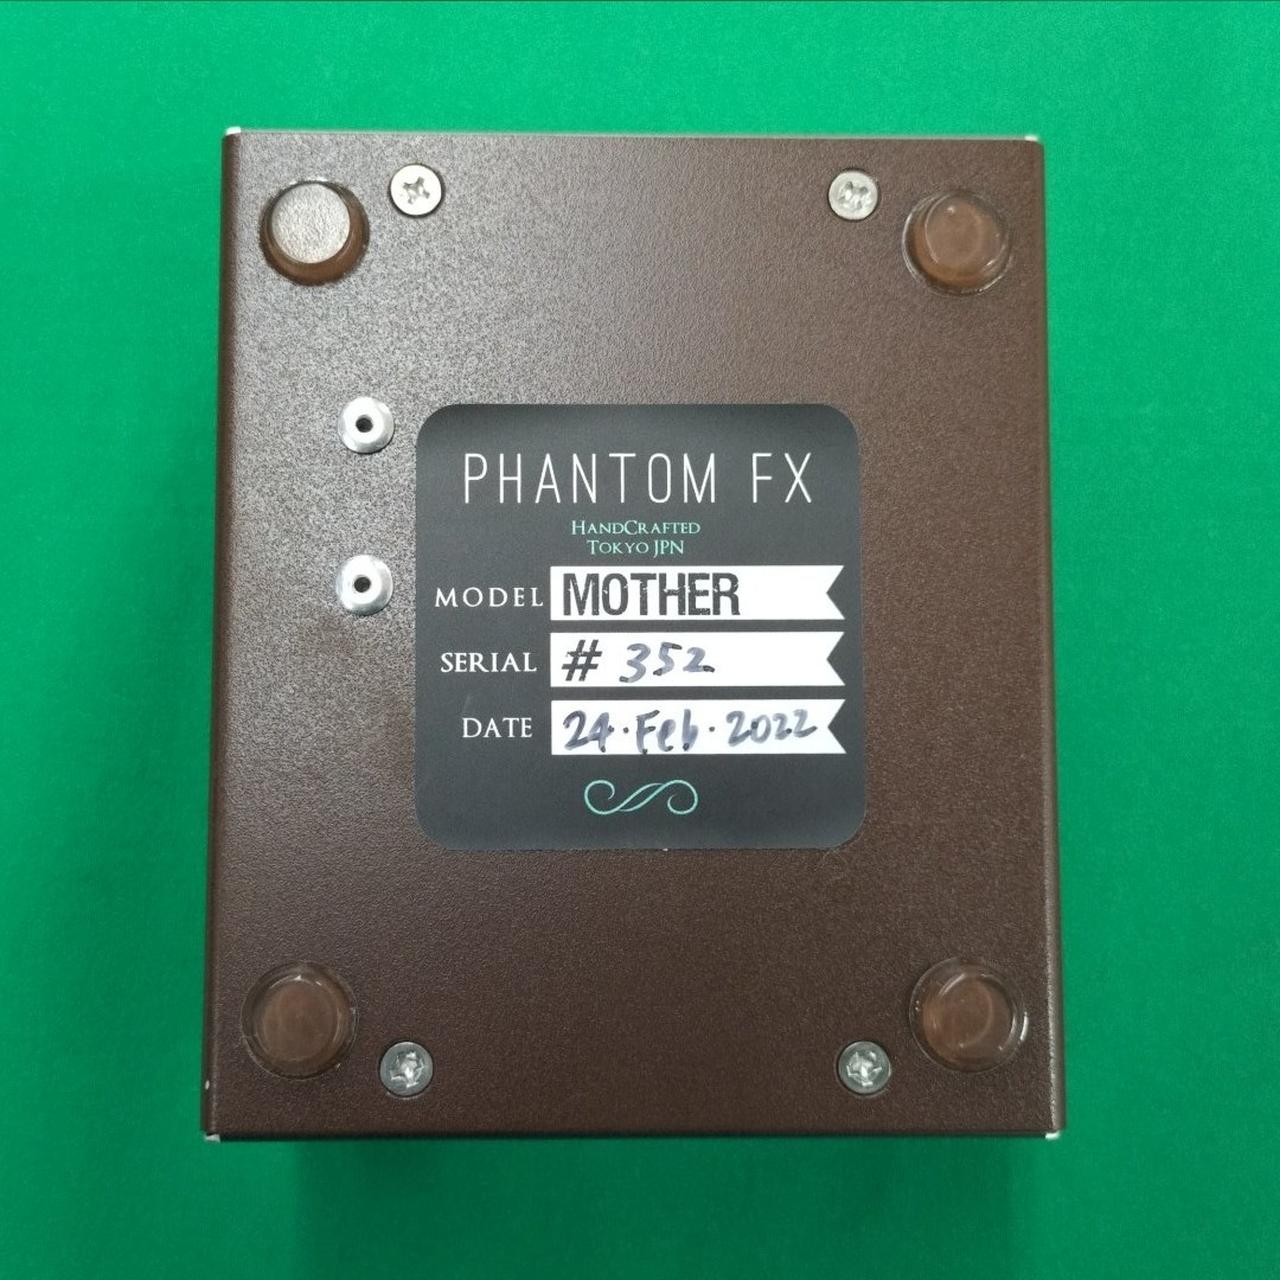 PHANTOM FX
HANDCRAFTED
TOKYO JPN
MODEL MOTHER
SERIAL # 352
DATE 24·Feb·2022